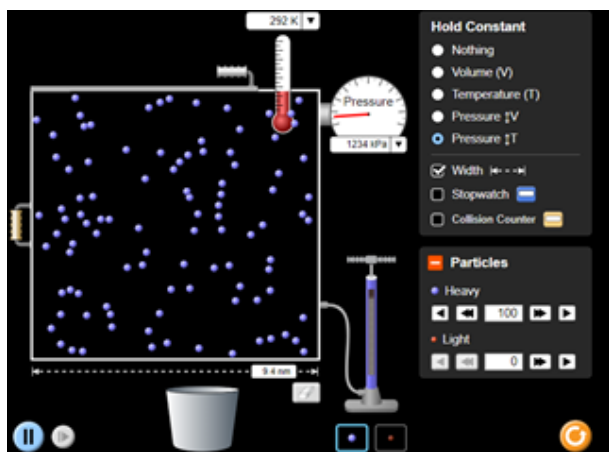 292 K
Hold Constant
Nothing
Volume (V)
Temperature (T)
Pressure ↕V
Pressure ↕T
Pressure
1234 kPa
Width
Stopwatch
Collision Counter
Particles
Heavy
100
Light
0
9.4 nm